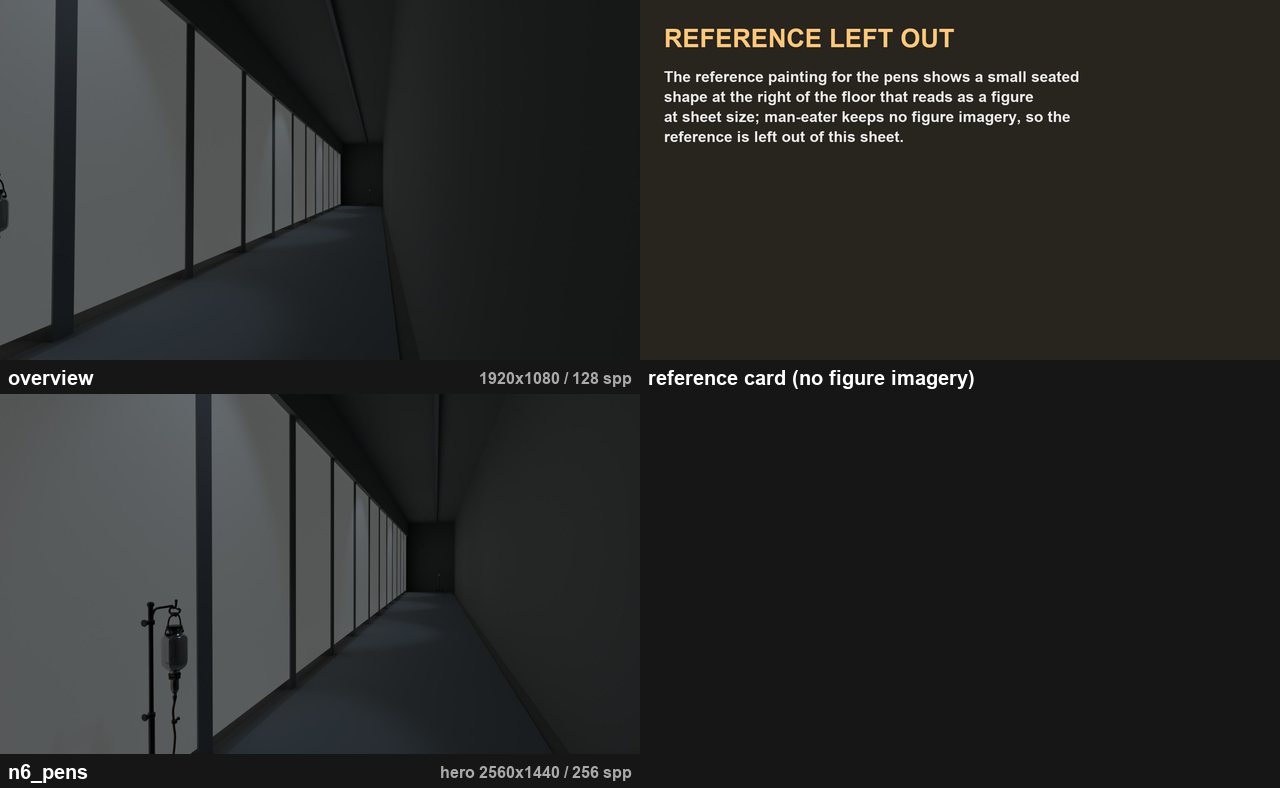 REFERENCE LEFT OUT
The reference painting for the pens shows a small seated
shape at the right of the floor that reads as a figure
at sheet size; man-eater keeps no figure imagery, so the
reference is left out of this sheet.
overview
1920x1080 / 128 spp
reference card (no figure imagery)
n6_pens
hero 2560x1440 / 256 spp